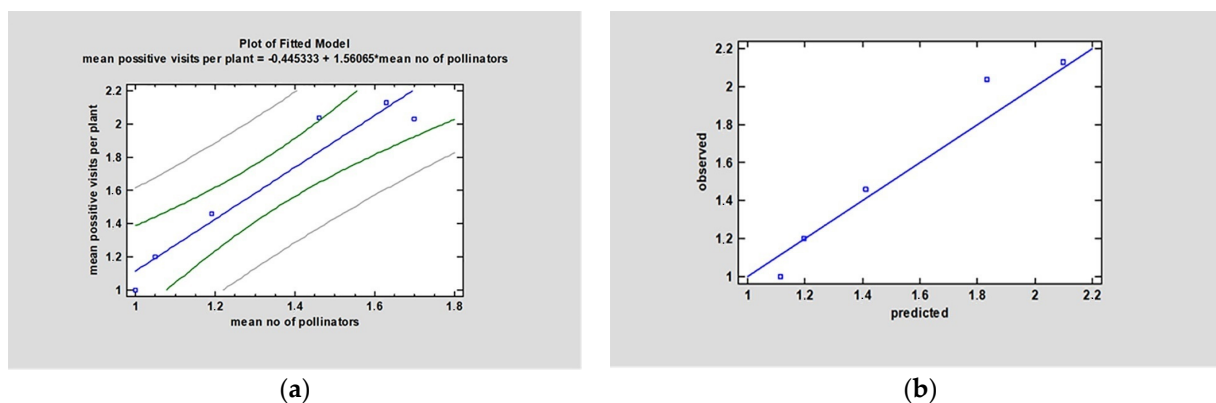 Plot of Fitted Model
mean possitive visits per plant = -0.445333 + 1.56065*mean no of pollinators
mean possitive visits per plant
2.2
2
1.8
1.6
1.4
1.2
1
1 1.2 1.4 1.6 1.8
mean no of pollinators
(a)
observed
2.2
2
1.8
1.6
1.4
1.2
1
1 1.2 1.4 1.6 1.8 2 2.2
predicted
(b)